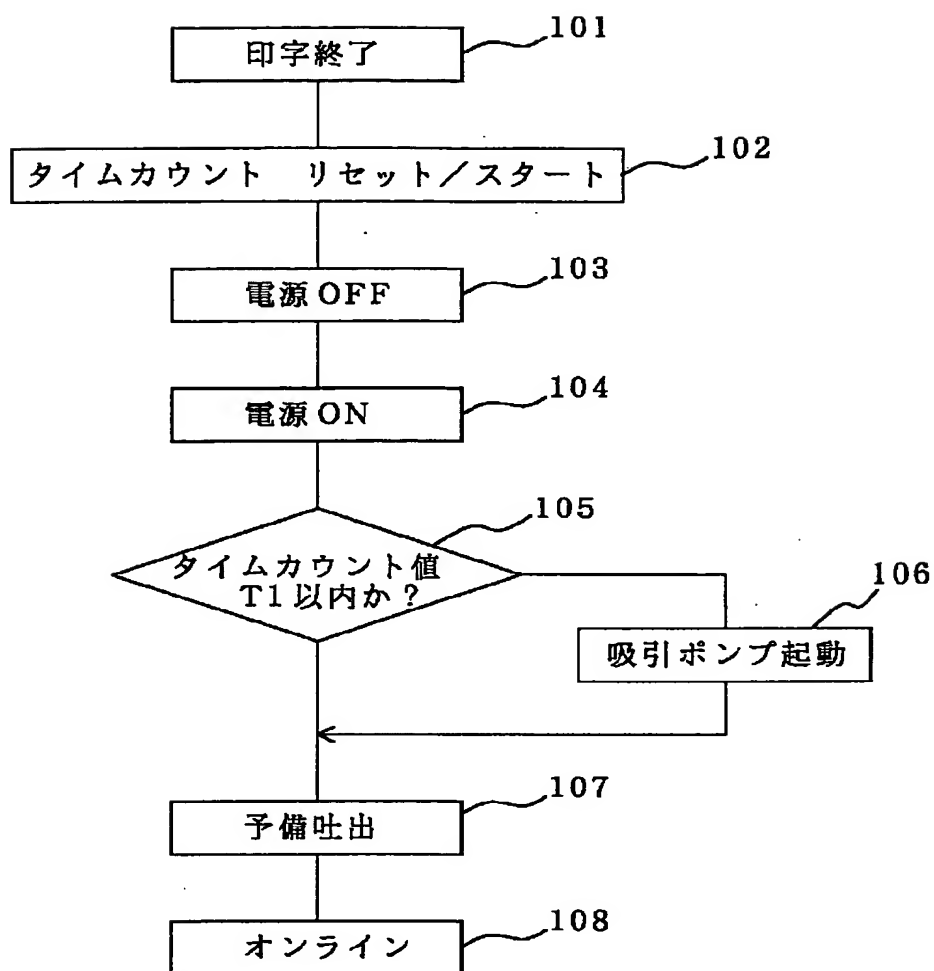 101
印字終了
102
タイムカウント リセット/スタート
103
電源OFF
104
電源ON
105
タイムカウント値
T1以内か?
106
吸引ポンプ起動
107
予備吐出
108
オンライン